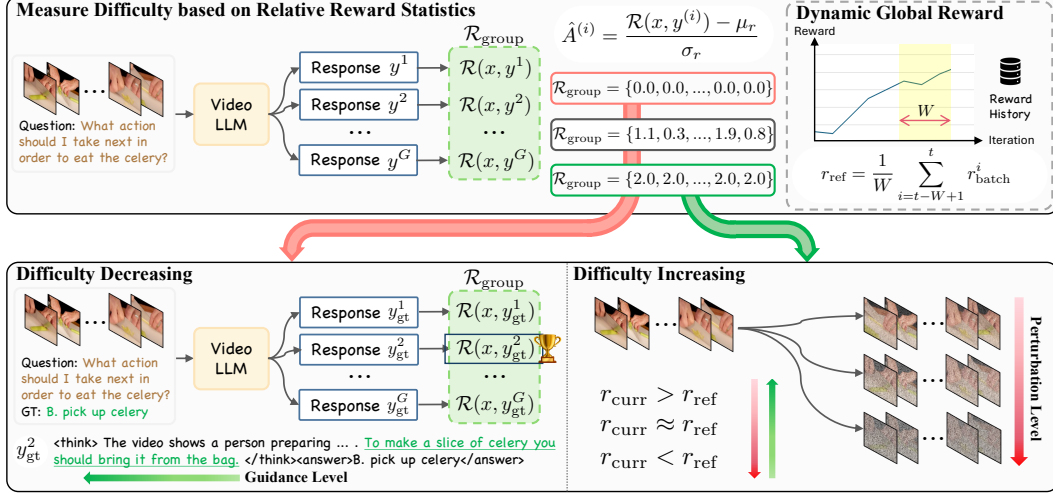 Measure Difficulty based on Relative Reward Statistics
Question: What action
should I take next in
order to eat the celery?
Video
LLM
Response y^1
Response y^2
...
Response y^G
R_group
R(x, y^1)
R(x, y^2)
...
R(x, y^G)
Â^(i) = (R(x, y^(i)) − μ_r) / σ_r
R_group = {0.0, 0.0, ..., 0.0, 0.0}
R_group = {1.1, 0.3, ..., 1.9, 0.8}
R_group = {2.0, 2.0, ..., 2.0, 2.0}
Dynamic Global Reward
Reward
W
Iteration
Reward
History
r_ref = 1/W ∑_{i=t−W+1}^{t} r^i_batch
Difficulty Decreasing
Question: What action
should I take next in
order to eat the celery?
GT: B. pick up celery
Video
LLM
Response y^1_gt
Response y^2_gt
...
Response y^G_gt
R_group
R(x, y^1_gt)
R(x, y^2_gt)
...
R(x, y^G_gt)
y^2_gt
<think> The video shows a person preparing ... . To make a slice of celery you
should bring it from the bag. </think><answer>B. pick up celery</answer>
Guidance Level
Difficulty Increasing
r_curr > r_ref
r_curr ≈ r_ref
r_curr < r_ref
Perturbation Level